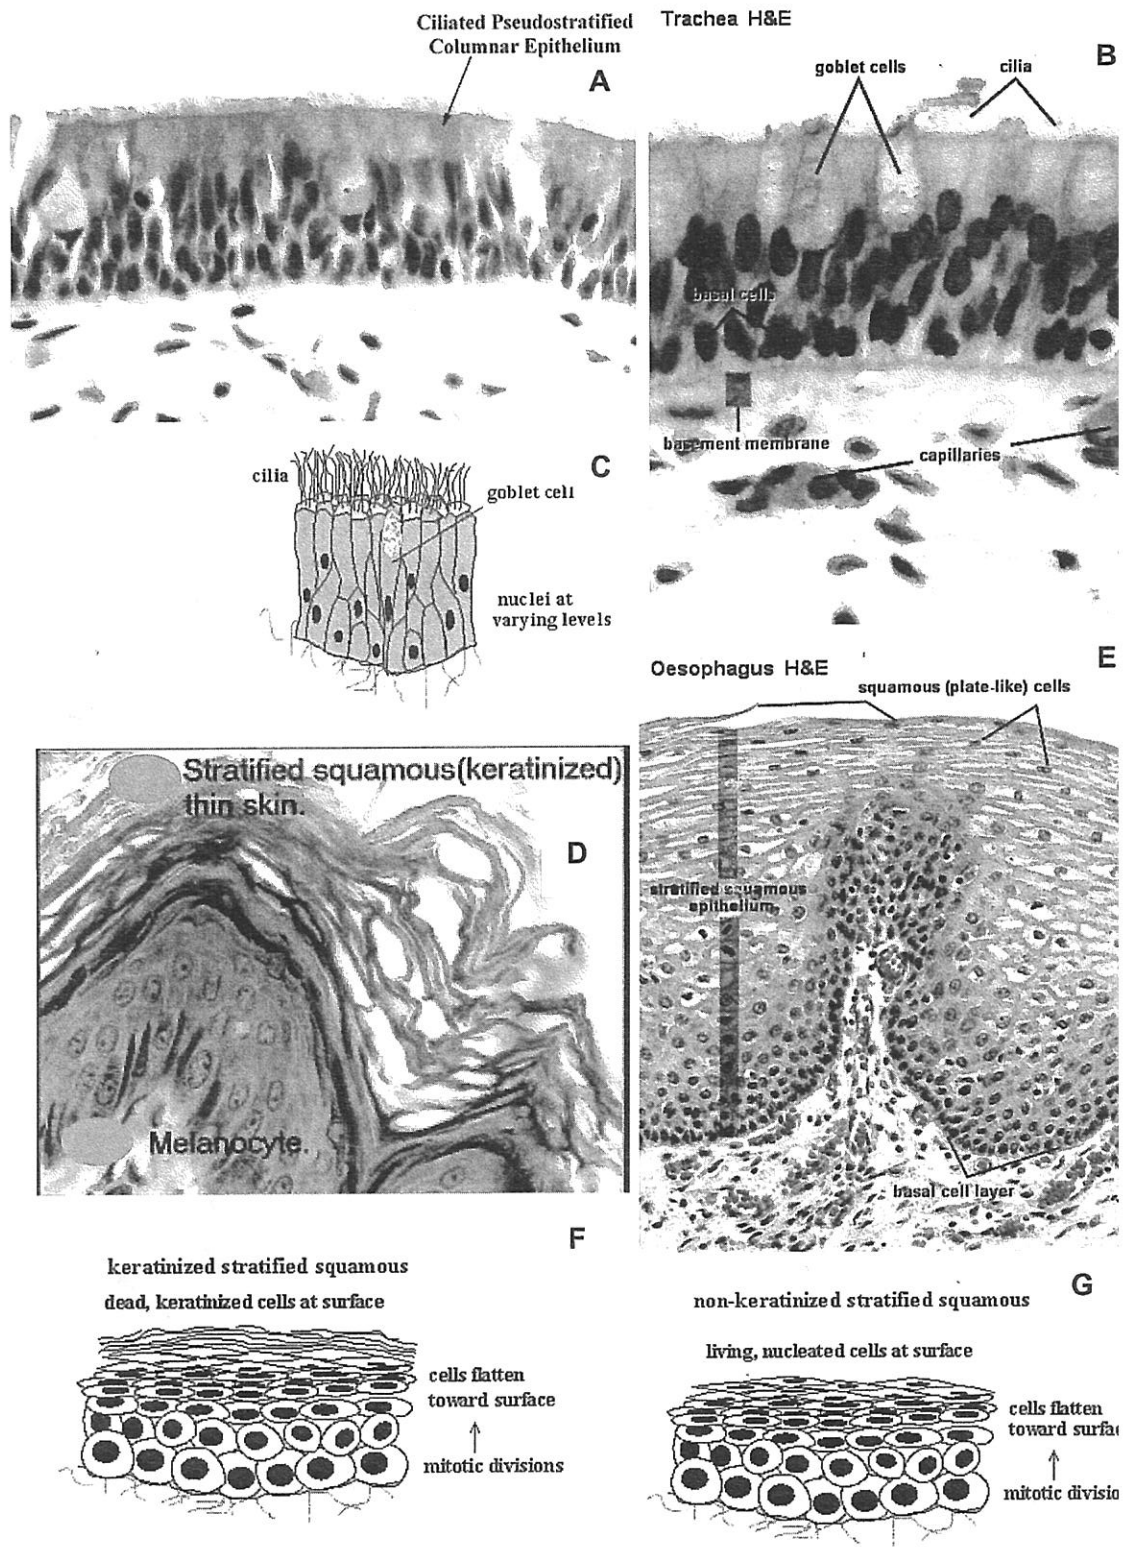 Ciliated Pseudostratified
Columnar Epithelium
A
Trachea H&E
B
goblet cells
cilia
basal cells
basement membrane
capillaries
C
cilia
goblet cell
nuclei at
varying levels
Stratified squamous(keratinized)
thin skin.
D
Melanocyte.
Oesophagus H&E
E
squamous (plate-like) cells
stratified squamous
epithelium
basal cell layer
F
keratinized stratified squamous
dead, keratinized cells at surface
cells flatten
toward surface
mitotic divisions
G
non-keratinized stratified squamous
living, nucleated cells at surface
cells flatten
toward surfa
mitotic divisio